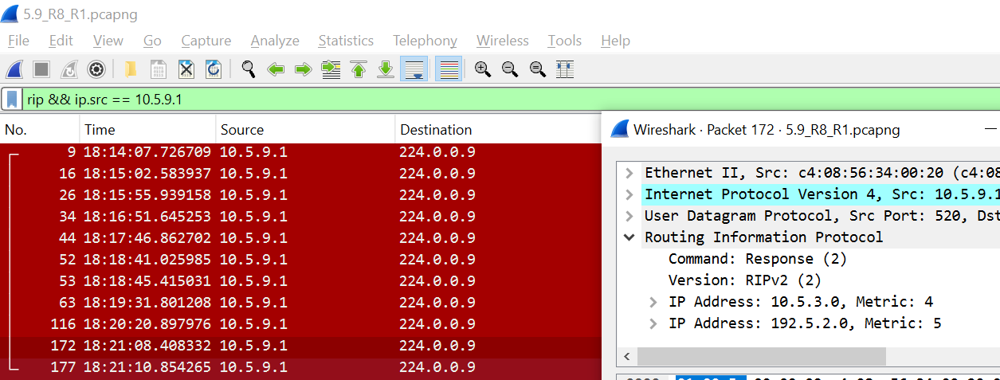 5.9_R8_R1.pcapng
File Edit View Go Capture Analyze Statistics Telephony Wireless Tools Help
rip && ip.src == 10.5.9.1
No. Time Source Destination
9 18:14:07.726709 10.5.9.1 224.0.0.9
16 18:15:02.583937 10.5.9.1 224.0.0.9
26 18:15:55.939158 10.5.9.1 224.0.0.9
34 18:16:51.645253 10.5.9.1 224.0.0.9
44 18:17:46.862702 10.5.9.1 224.0.0.9
52 18:18:41.025985 10.5.9.1 224.0.0.9
53 18:18:45.415031 10.5.9.1 224.0.0.9
63 18:19:31.801208 10.5.9.1 224.0.0.9
116 18:20:20.897976 10.5.9.1 224.0.0.9
172 18:21:08.408332 10.5.9.1 224.0.0.9
177 18:21:10.854265 10.5.9.1 224.0.0.9
Wireshark · Packet 172 · 5.9_R8_R1.pcapng
Ethernet II, Src: c4:08:56:34:00:20 (c4:08
Internet Protocol Version 4, Src: 10.5.9.1
User Datagram Protocol, Src Port: 520, Dst
Routing Information Protocol
Command: Response (2)
Version: RIPv2 (2)
IP Address: 10.5.3.0, Metric: 4
IP Address: 192.5.2.0, Metric: 5